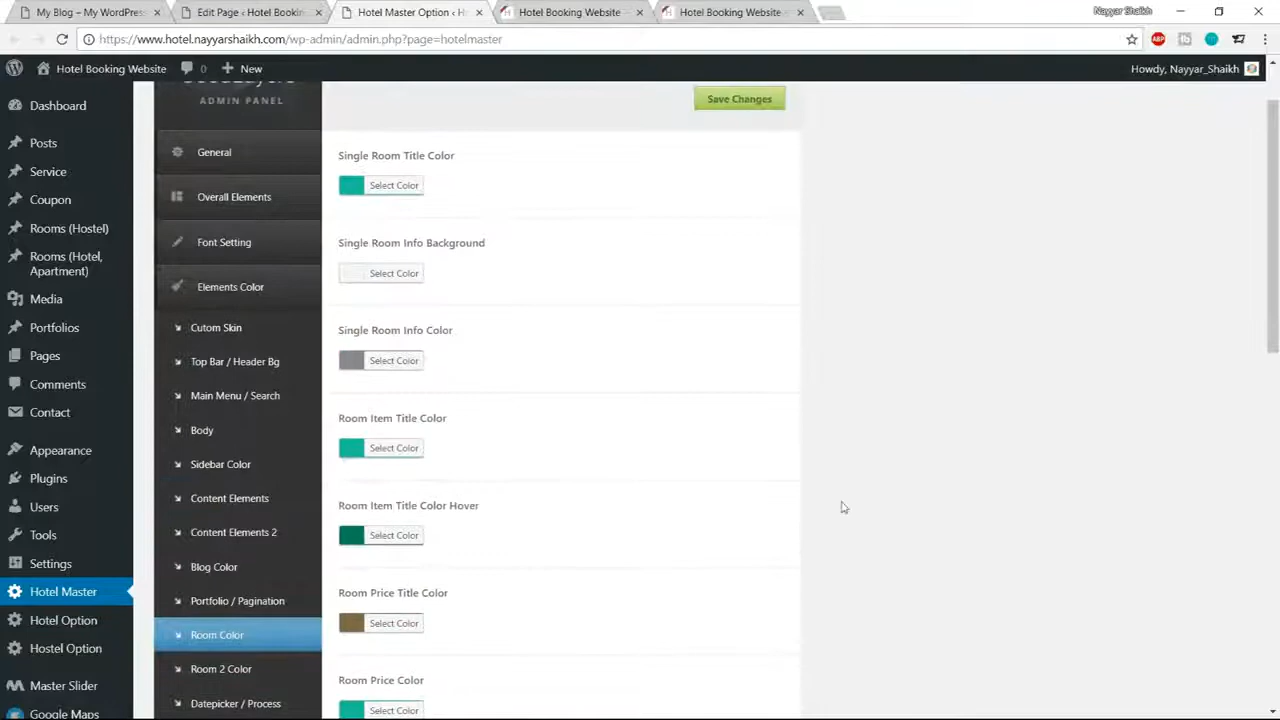 My Blog – My WordPress
Edit Page ‹ Hotel Booking
Hotel Master Option ‹ H
Hotel Booking Website –
Hotel Booking Website –
Nayyar Shaikh
https://www.hotel.nayyarshaikh.com/wp-admin/admin.php?page=hotelmaster
ABP
Hotel Booking Website
0
New
Howdy, Nayyar_Shaikh
Dashboard
Posts
Service
Coupon
Rooms (Hostel)
Rooms (Hotel,
Apartment)
Media
Portfolios
Pages
Comments
Contact
Appearance
Plugins
Users
Tools
Settings
Hotel Master
Hotel Option
Hostel Option
Master Slider
Google Maps
ADMIN PANEL
General
Overall Elements
Font Setting
Elements Color
Cutom Skin
Top Bar / Header Bg
Main Menu / Search
Body
Sidebar Color
Content Elements
Content Elements 2
Blog Color
Portfolio / Pagination
Room Color
Room 2 Color
Datepicker / Process
Save Changes
Single Room Title Color
Select Color
Single Room Info Background
Select Color
Single Room Info Color
Select Color
Room Item Title Color
Select Color
Room Item Title Color Hover
Select Color
Room Price Title Color
Select Color
Room Price Color
Select Color